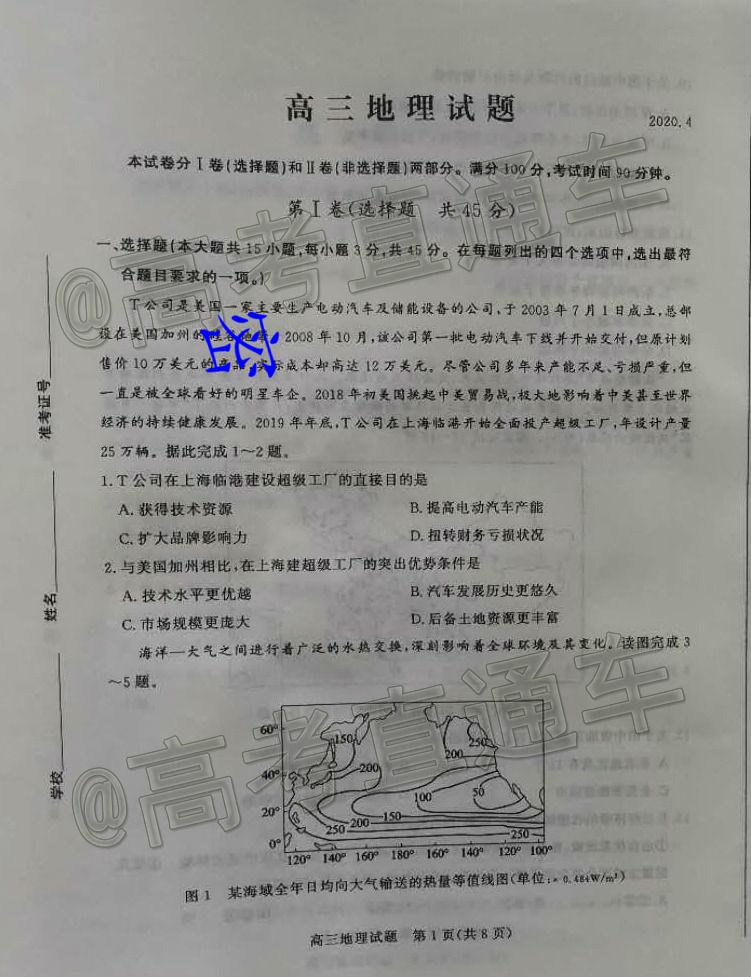 高三地理试题
2020.4
本试卷分Ⅰ卷(选择题)和Ⅱ卷(非选择题)两部分。满分100分,考试时间90分钟。
第Ⅰ卷(选择题 共45分)
一、选择题(本大题共15小题,每小题3分,共45分。在每题列出的四个选项中,选出最符
合题目要求的一项。)
T公司是美国一家主要生产电动汽车及储能设备的公司,于2003年7月1日成立,总部
设在美国加州的硅谷地带。2008年10月,该公司第一批电动汽车下线并开始交付,但原计划
售价10万美元的产品,实际成本却高达12万美元。尽管公司多年来产能不足、亏损严重,但
一直是被全球看好的明星车企。2018年初美国挑起中美贸易战,极大地影响着中美甚至世界
经济的持续健康发展。2019年年底,T公司在上海临港开始全面投产超级工厂,年设计产量
25万辆。据此完成1~2题。
1.T公司在上海临港建设超级工厂的直接目的是
A.获得技术资源 B.提高电动汽车产能
C.扩大品牌影响力 D.扭转财务亏损状况
2.与美国加州相比,在上海建超级工厂的突出优势条件是
A.技术水平更优越 B.汽车发展历史更悠久
C.市场规模更庞大 D.后备土地资源更丰富
海洋—大气之间进行着广泛的水热交换,深刻影响着全球环境及其变化。读图完成3
~5题。
60°
40°
20°
0°
150
200
250
200
100
50
150
200
250
250
120° 140° 160° 180° 160° 140° 120° 100°
图1 某海域全年日均向大气输送的热量等值线图(单位:×0.484W/m²)
高三地理试题 第1页(共8页)
准考证号
姓名
学校
@高考直通车
@高考直通车